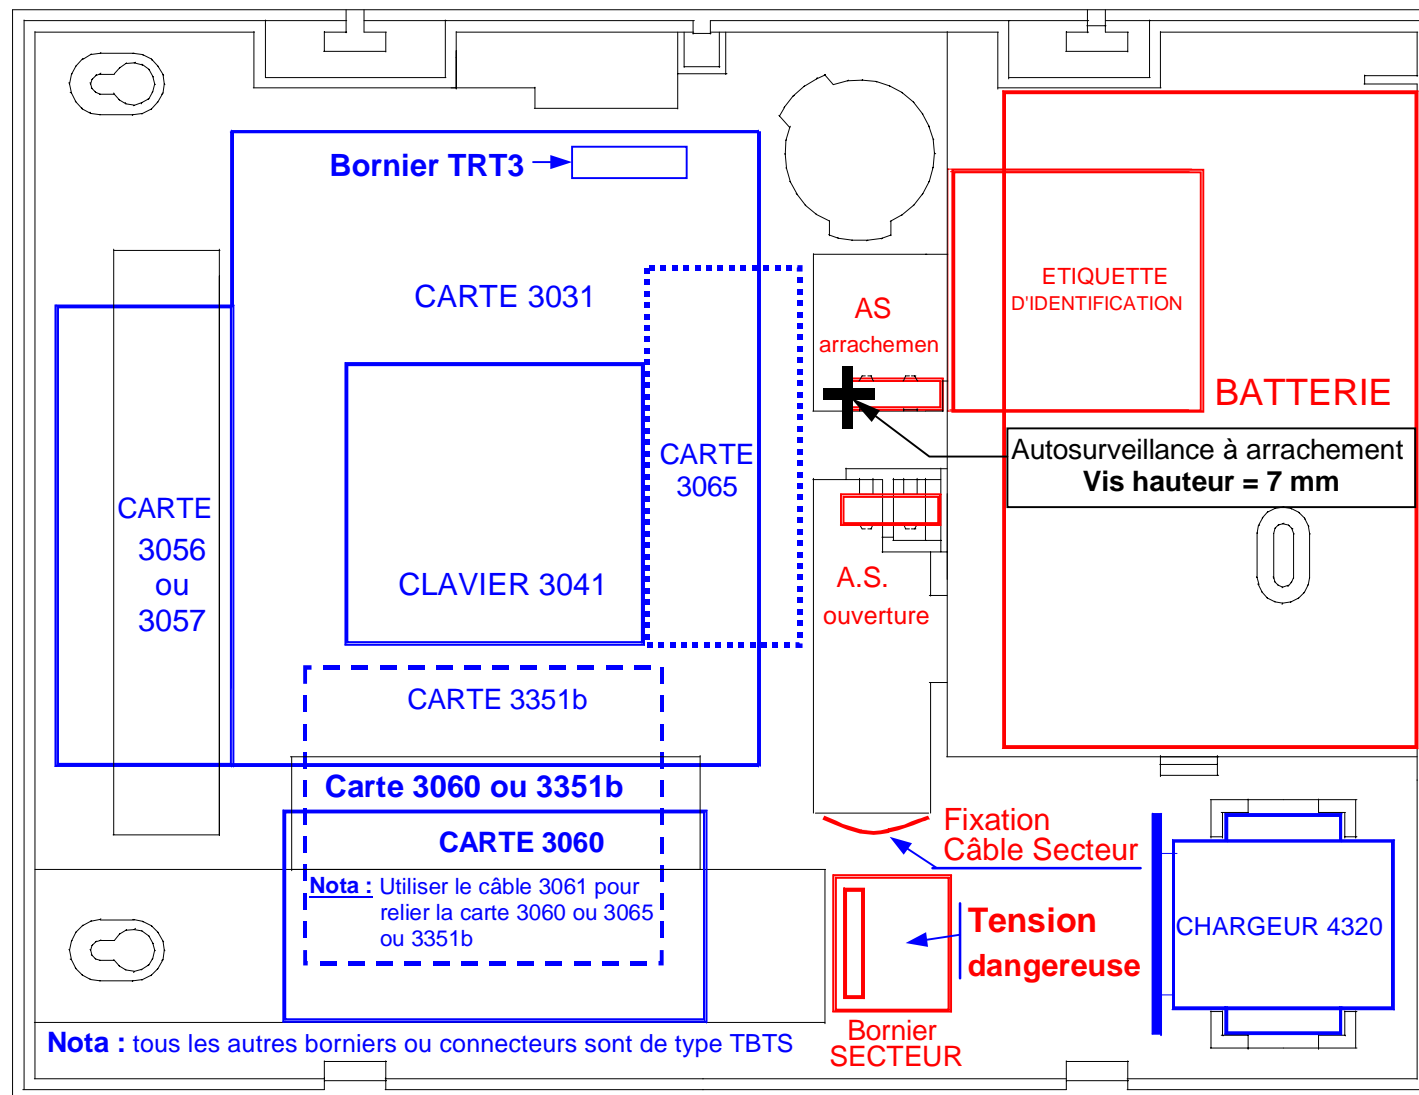 Bornier TRT3
CARTE 3031
ETIQUETTE
D'IDENTIFICATION
AS
arrachemen
BATTERIE
Autosurveillance à arrachement
Vis hauteur = 7 mm
CARTE
3065
CARTE
3056
ou
3057
CLAVIER 3041
A.S.
ouverture
CARTE 3351b
Carte 3060 ou 3351b
CARTE 3060
Nota : Utiliser le câble 3061 pour
relier la carte 3060 ou 3065
ou 3351b
Fixation
Câble Secteur
Tension
dangereuse
CHARGEUR 4320
Bornier
SECTEUR
Nota : tous les autres borniers ou connecteurs sont de type TBTS